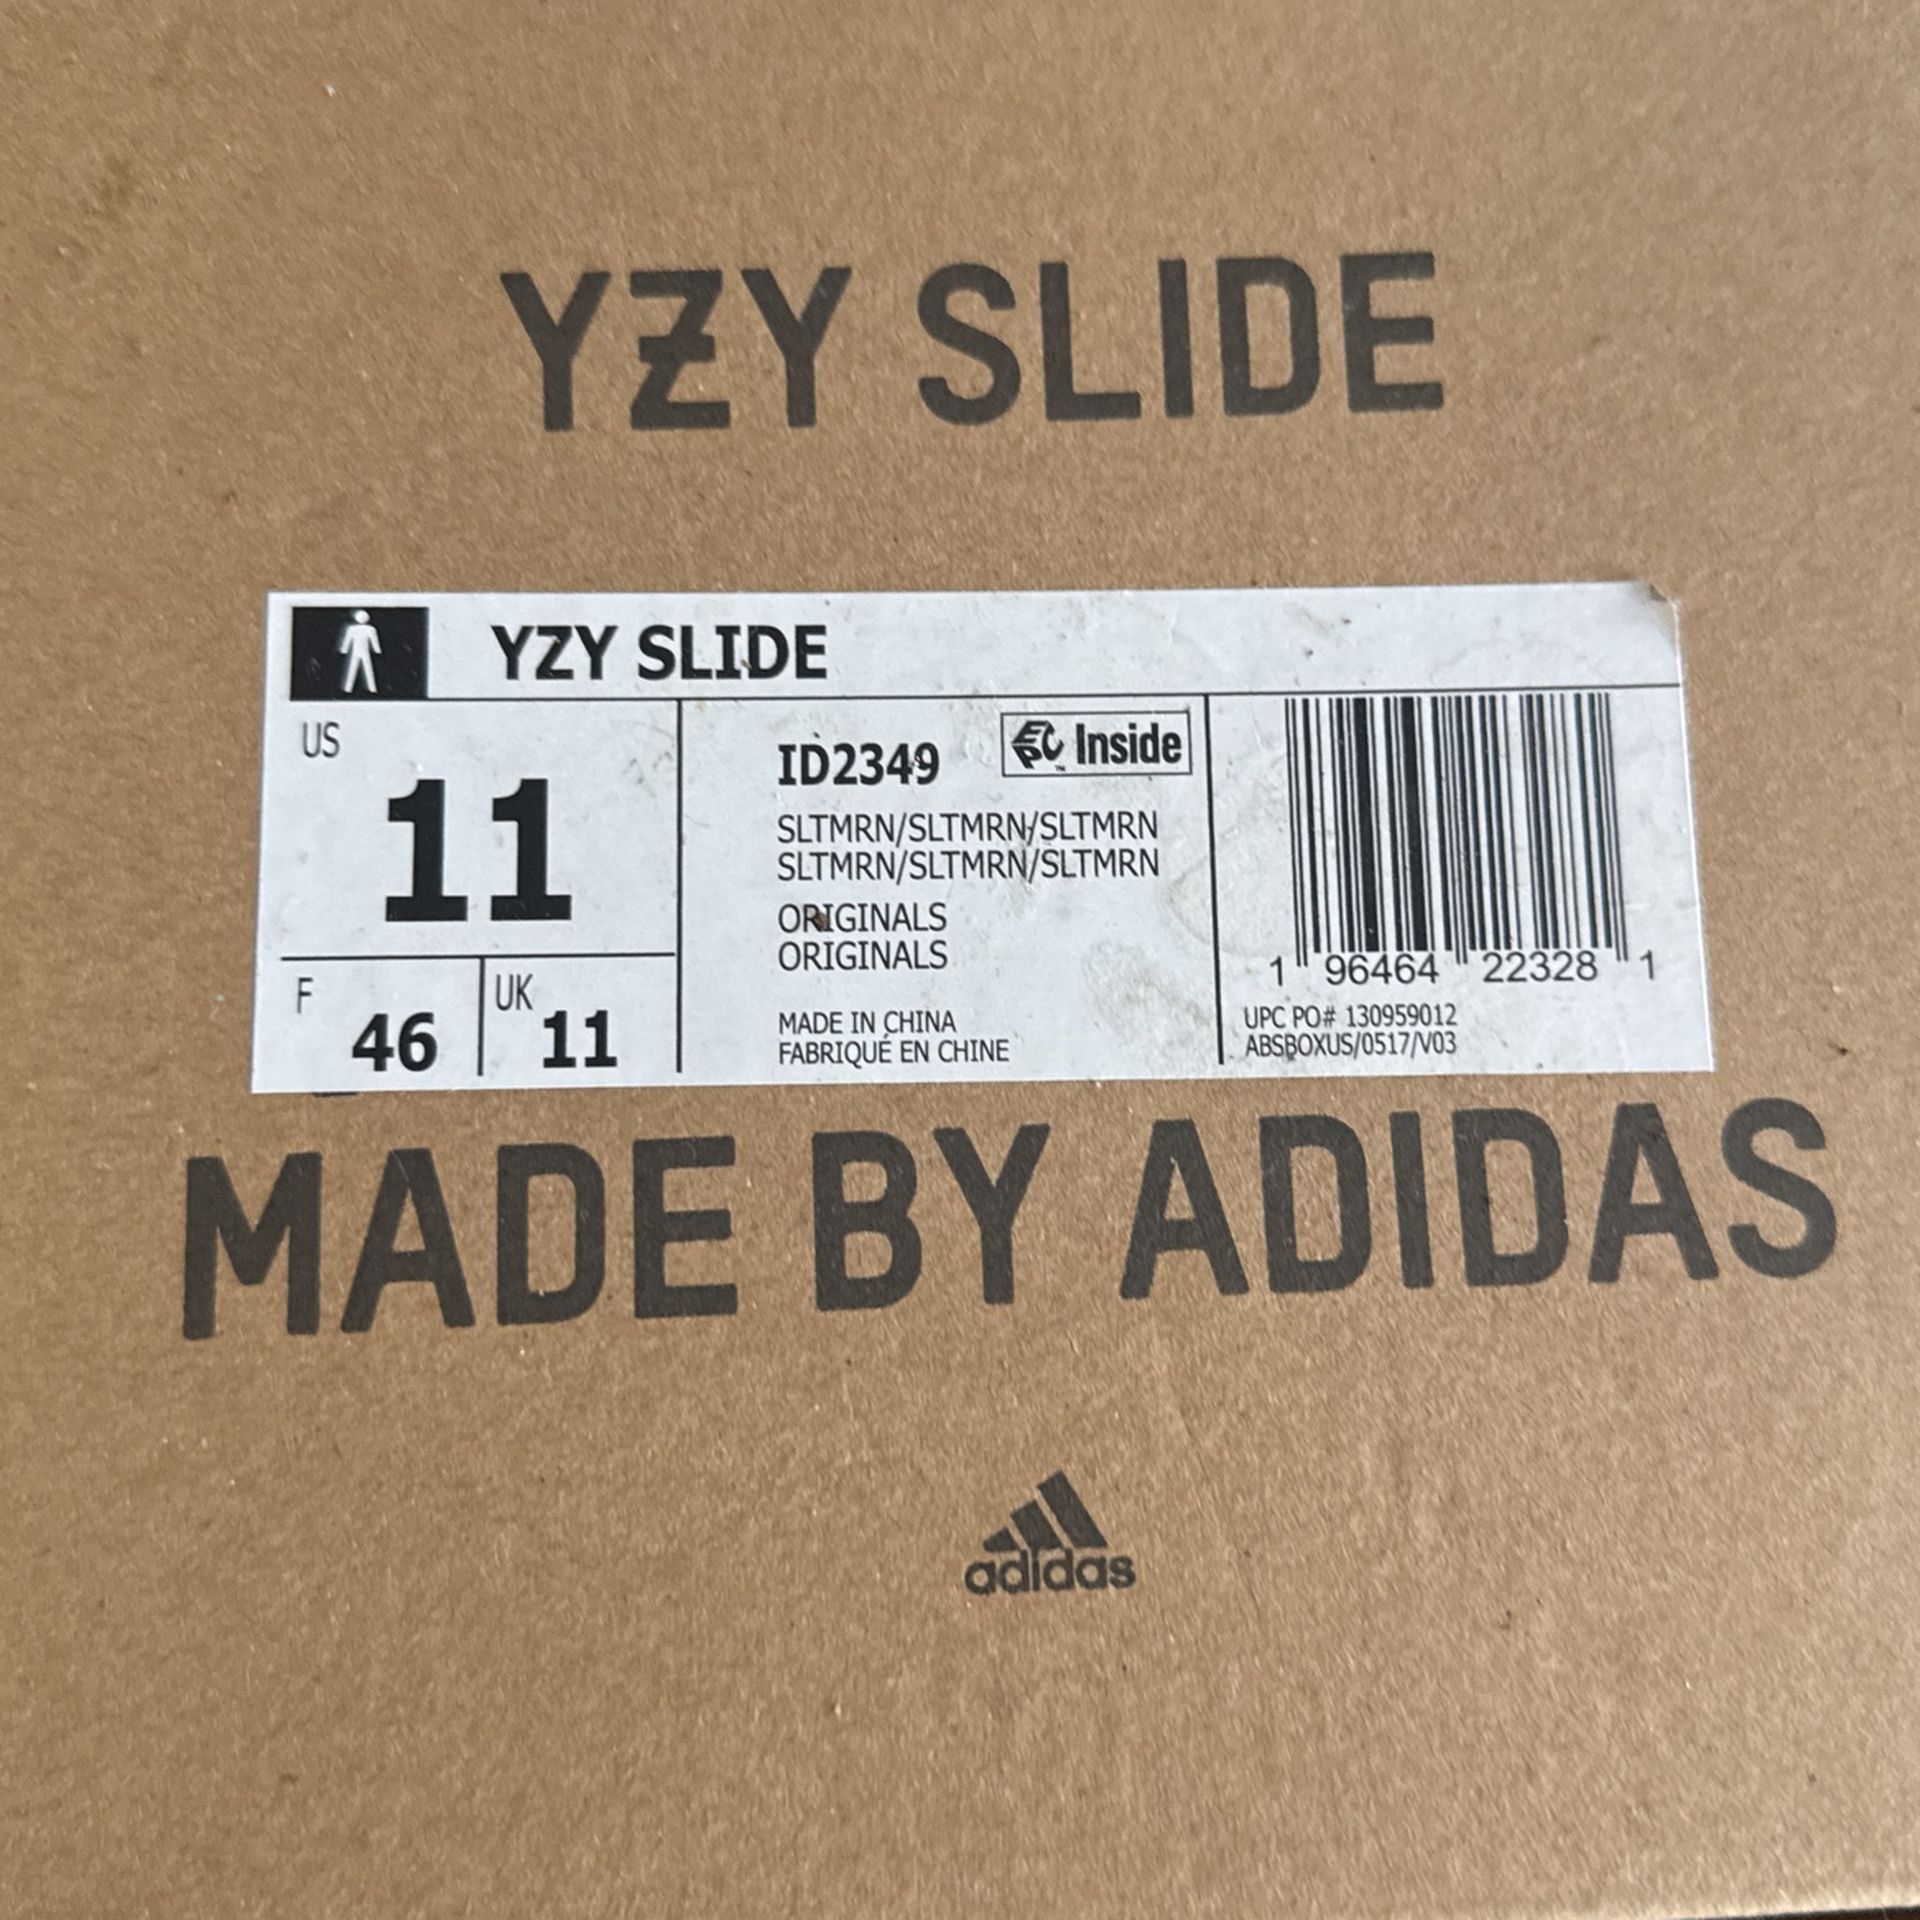 YZY SLIDE
YZY SLIDE
US
11
F 46
UK 11
ID2349
EPC™ Inside
SLTMRN/SLTMRN/SLTMRN
SLTMRN/SLTMRN/SLTMRN
ORIGINALS
ORIGINALS
MADE IN CHINA
FABRIQUÉ EN CHINE
1 96464 22328 1
UPC PO# 130959012
ABSBOXUS/0517/V03
MADE BY ADIDAS
adidas